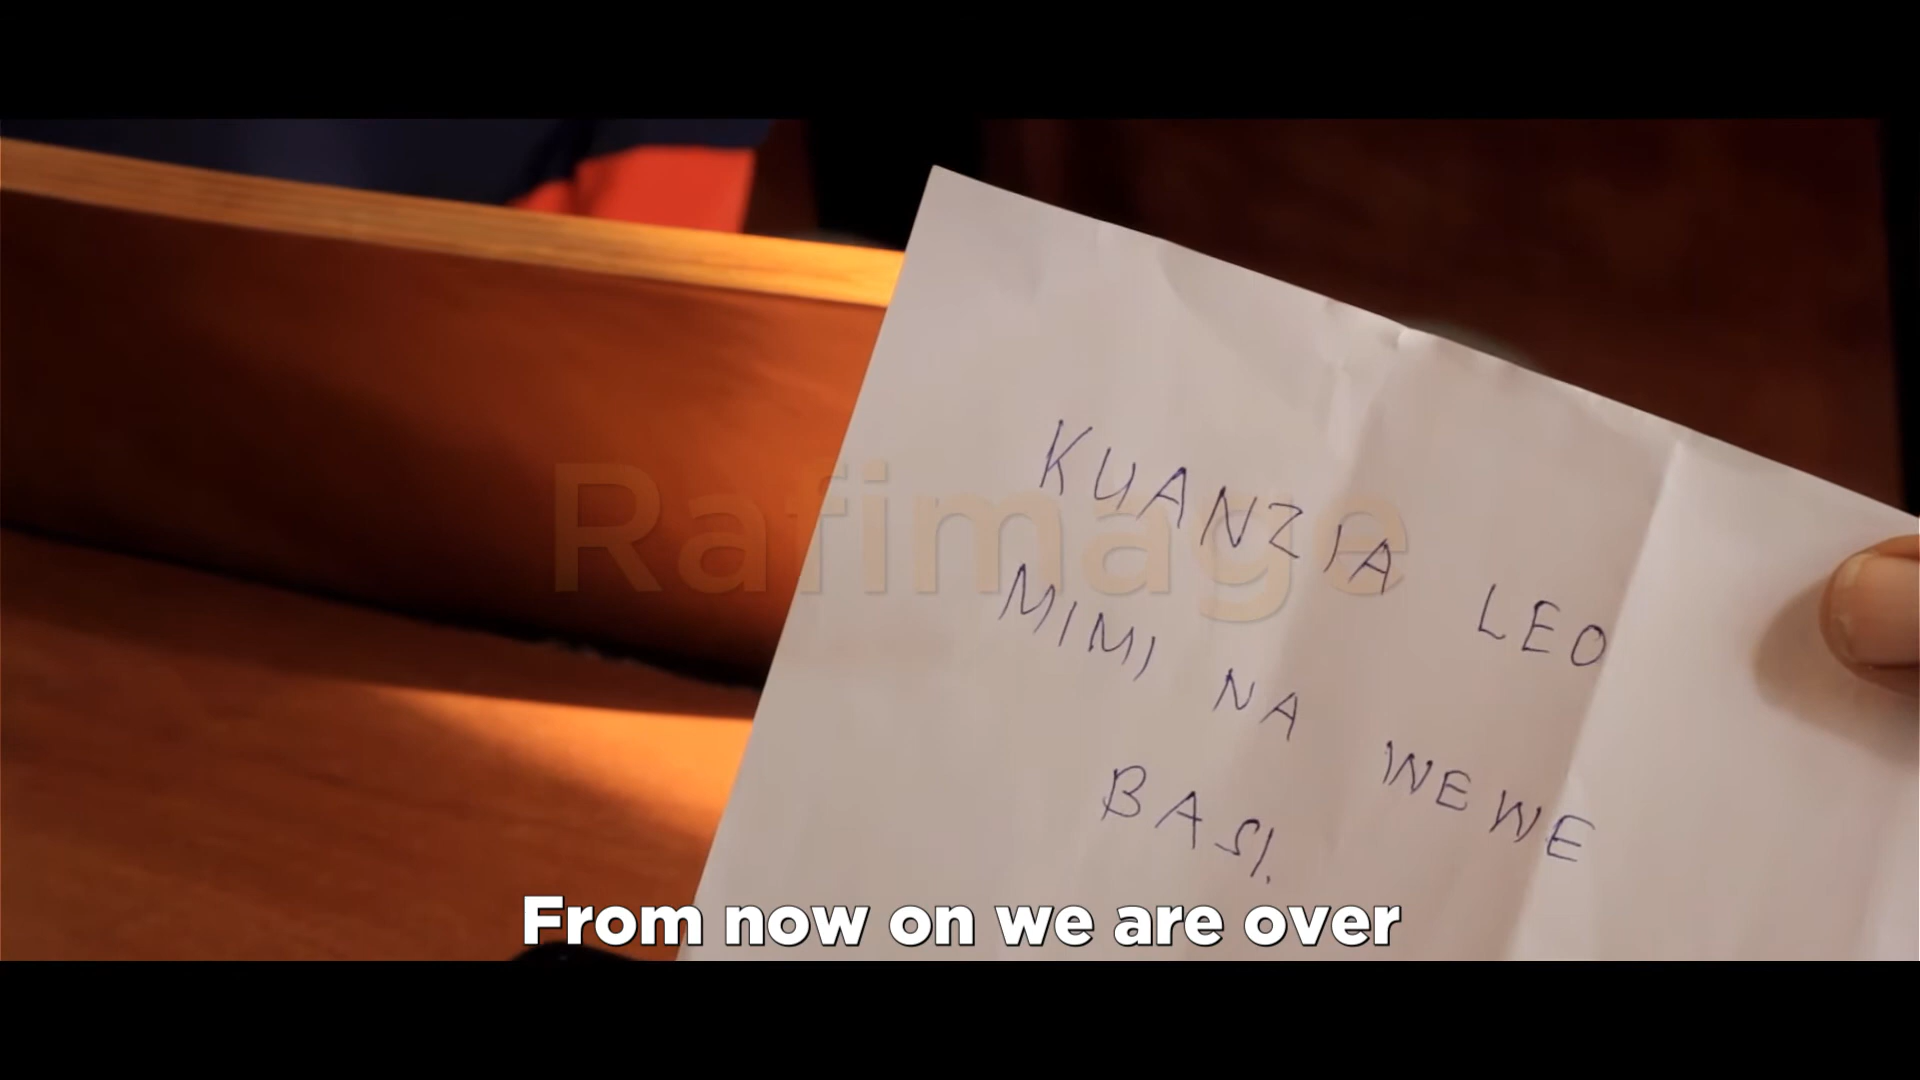 Rafimage
KUANZIA LEO
MIMI NA WEWE
BASI.
From now on we are over